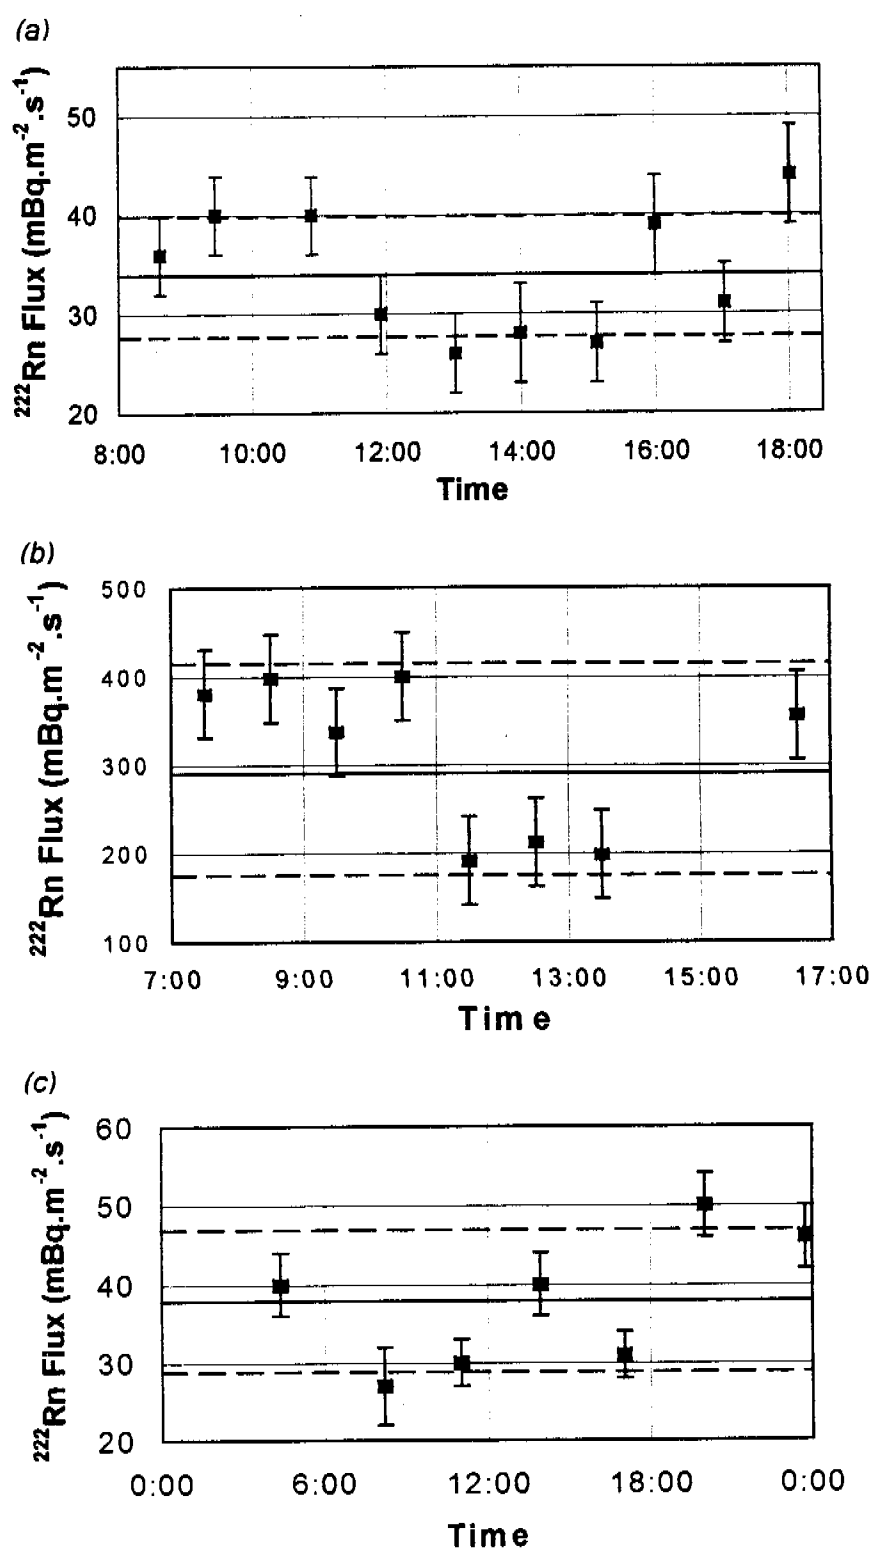 (a)
²²²Rn Flux (mBq.m⁻².s⁻¹)
50
40
30
20
8:00 10:00 12:00 14:00 16:00 18:00
Time
(b)
²²²Rn Flux (mBq.m⁻².s⁻¹)
500
400
300
200
100
7:00 9:00 11:00 13:00 15:00 17:00
Time
(c)
²²²Rn Flux (mBq.m⁻².s⁻¹)
60
50
40
30
20
0:00 6:00 12:00 18:00 0:00
Time